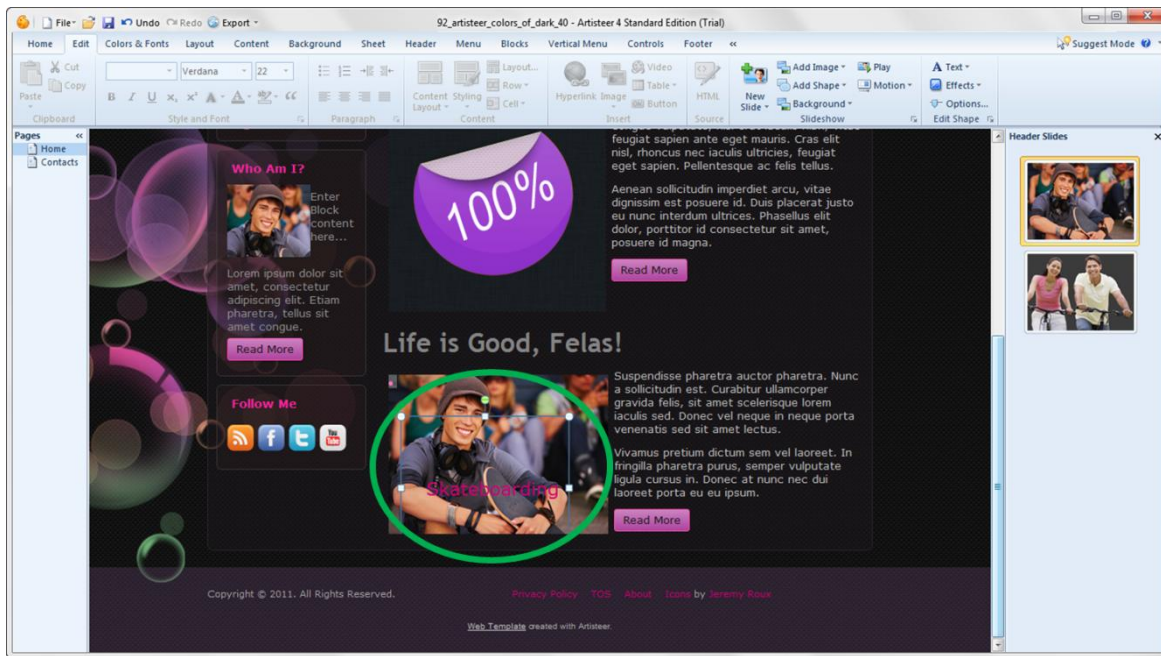 File Undo Redo Export
92_artisteer_colors_of_dark_40 - Artisteer 4 Standard Edition (Trial)
Home Edit Colors & Fonts Layout Content Background Sheet Header Menu Blocks Vertical Menu Controls Footer «
Suggest Mode
Paste
Cut
Copy
Clipboard
Verdana 22
B I U
Style and Font
Paragraph
Content Layout
Styling
Layout...
Row
Cell
Content
Hyperlink
Image
Video
Table
Button
Insert
HTML
Source
New Slide
Add Image
Add Shape
Background
Play
Motion
Slideshow
Text
Effects
Options...
Edit Shape
Pages «
Home
Contacts
Who Am I?
Enter
Block
content
here...
Lorem ipsum dolor sit
amet, consectetur
adipiscing elit. Etiam
pharetra, tellus sit
amet congue.
Read More
Follow Me
You
Tube
100%
feugiat sapien ante eget mauris. Cras elit
nisl, rhoncus nec iaculis ultricies, feugiat
eget sapien. Pellentesque ac felis tellus.
Aenean sollicitudin imperdiet arcu, vitae
dignissim est posuere id. Duis placerat justo
eu nunc interdum ultrices. Phasellus elit
dolor, porttitor id consectetur sit amet,
posuere id magna.
Read More
Life is Good, Felas!
Skateboarding
Suspendisse pharetra auctor pharetra. Nunc
a sollicitudin est. Curabitur ullamcorper
gravida felis, sit amet scelerisque lorem
iaculis sed. Donec vel neque in neque porta
venenatis sed sit amet lectus.
Vivamus pretium dictum sem vel laoreet. In
fringilla pharetra purus, semper vulputate
ligula cursus in. Donec at nunc nec dui
laoreet porta eu eu ipsum.
Read More
Header Slides
Copyright © 2011. All Rights Reserved.
Privacy Policy TOS About Icons by Jeremy Roux
Web Template created with Artisteer.